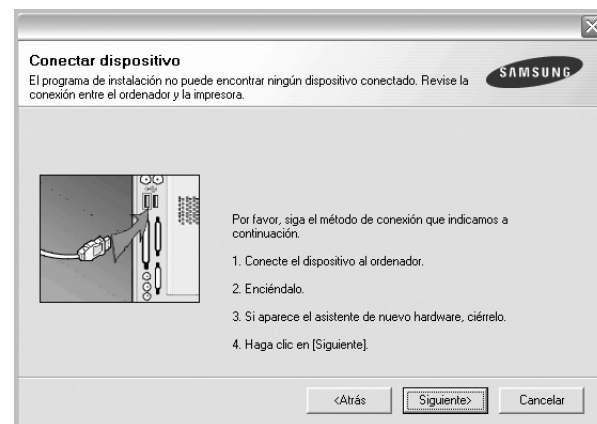 Conectar dispositivo
El programa de instalación no puede encontrar ningún dispositivo conectado. Revise la
conexión entre el ordenador y la impresora.
SAMSUNG
Por favor, siga el método de conexión que indicamos a
continuación.
1. Conecte el dispositivo al ordenador.
2. Enciéndalo.
3. Si aparece el asistente de nuevo hardware, ciérrelo.
4. Haga clic en [Siguiente].
<Atrás
Siguiente>
Cancelar